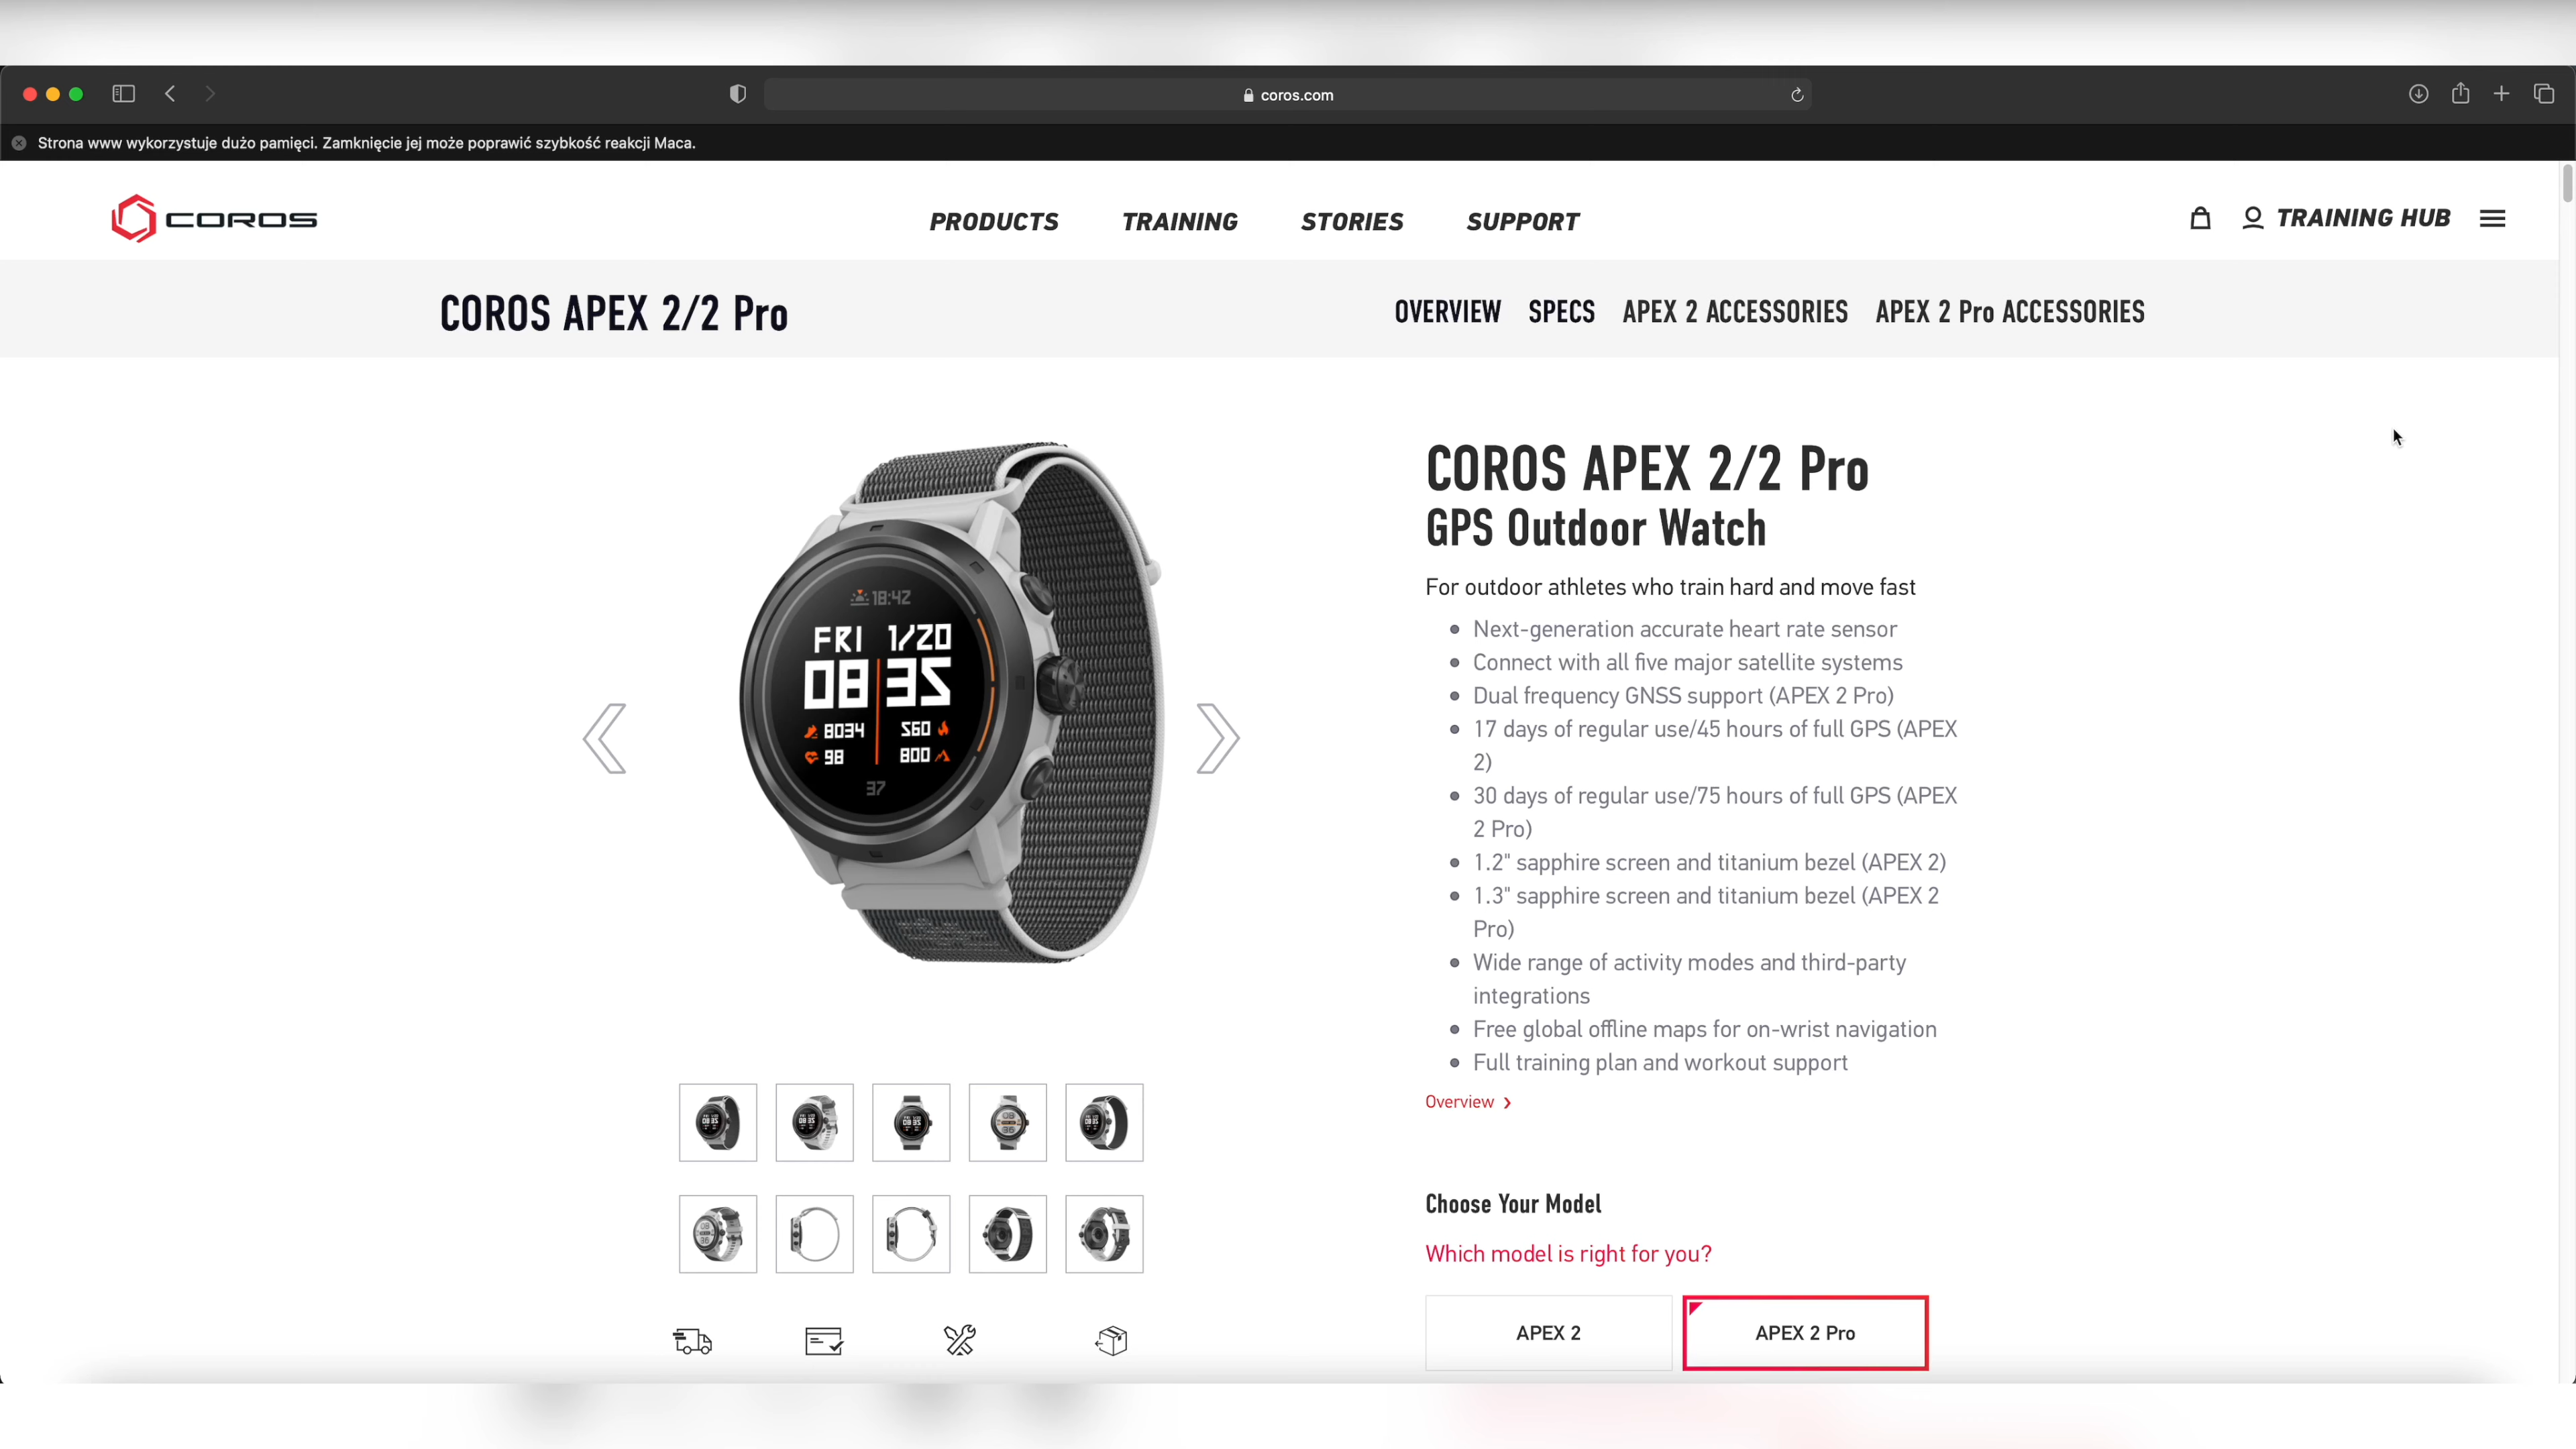 coros.com
Strona www wykorzystuje dużo pamięci. Zamknięcie jej może poprawić szybkość reakcji Maca.
COROS
PRODUCTS
TRAINING
STORIES
SUPPORT
TRAINING HUB
COROS APEX 2/2 Pro
OVERVIEW
SPECS
APEX 2 ACCESSORIES
APEX 2 Pro ACCESSORIES
18:42
FRI 1/20
08 35
8034 560
98 800
37
COROS APEX 2/2 Pro
GPS Outdoor Watch
For outdoor athletes who train hard and move fast
Next-generation accurate heart rate sensor
Connect with all five major satellite systems
Dual frequency GNSS support (APEX 2 Pro)
17 days of regular use/45 hours of full GPS (APEX
2)
30 days of regular use/75 hours of full GPS (APEX
2 Pro)
1.2" sapphire screen and titanium bezel (APEX 2)
1.3" sapphire screen and titanium bezel (APEX 2
Pro)
Wide range of activity modes and third-party
integrations
Free global offline maps for on-wrist navigation
Full training plan and workout support
Overview
Choose Your Model
Which model is right for you?
APEX 2
APEX 2 Pro